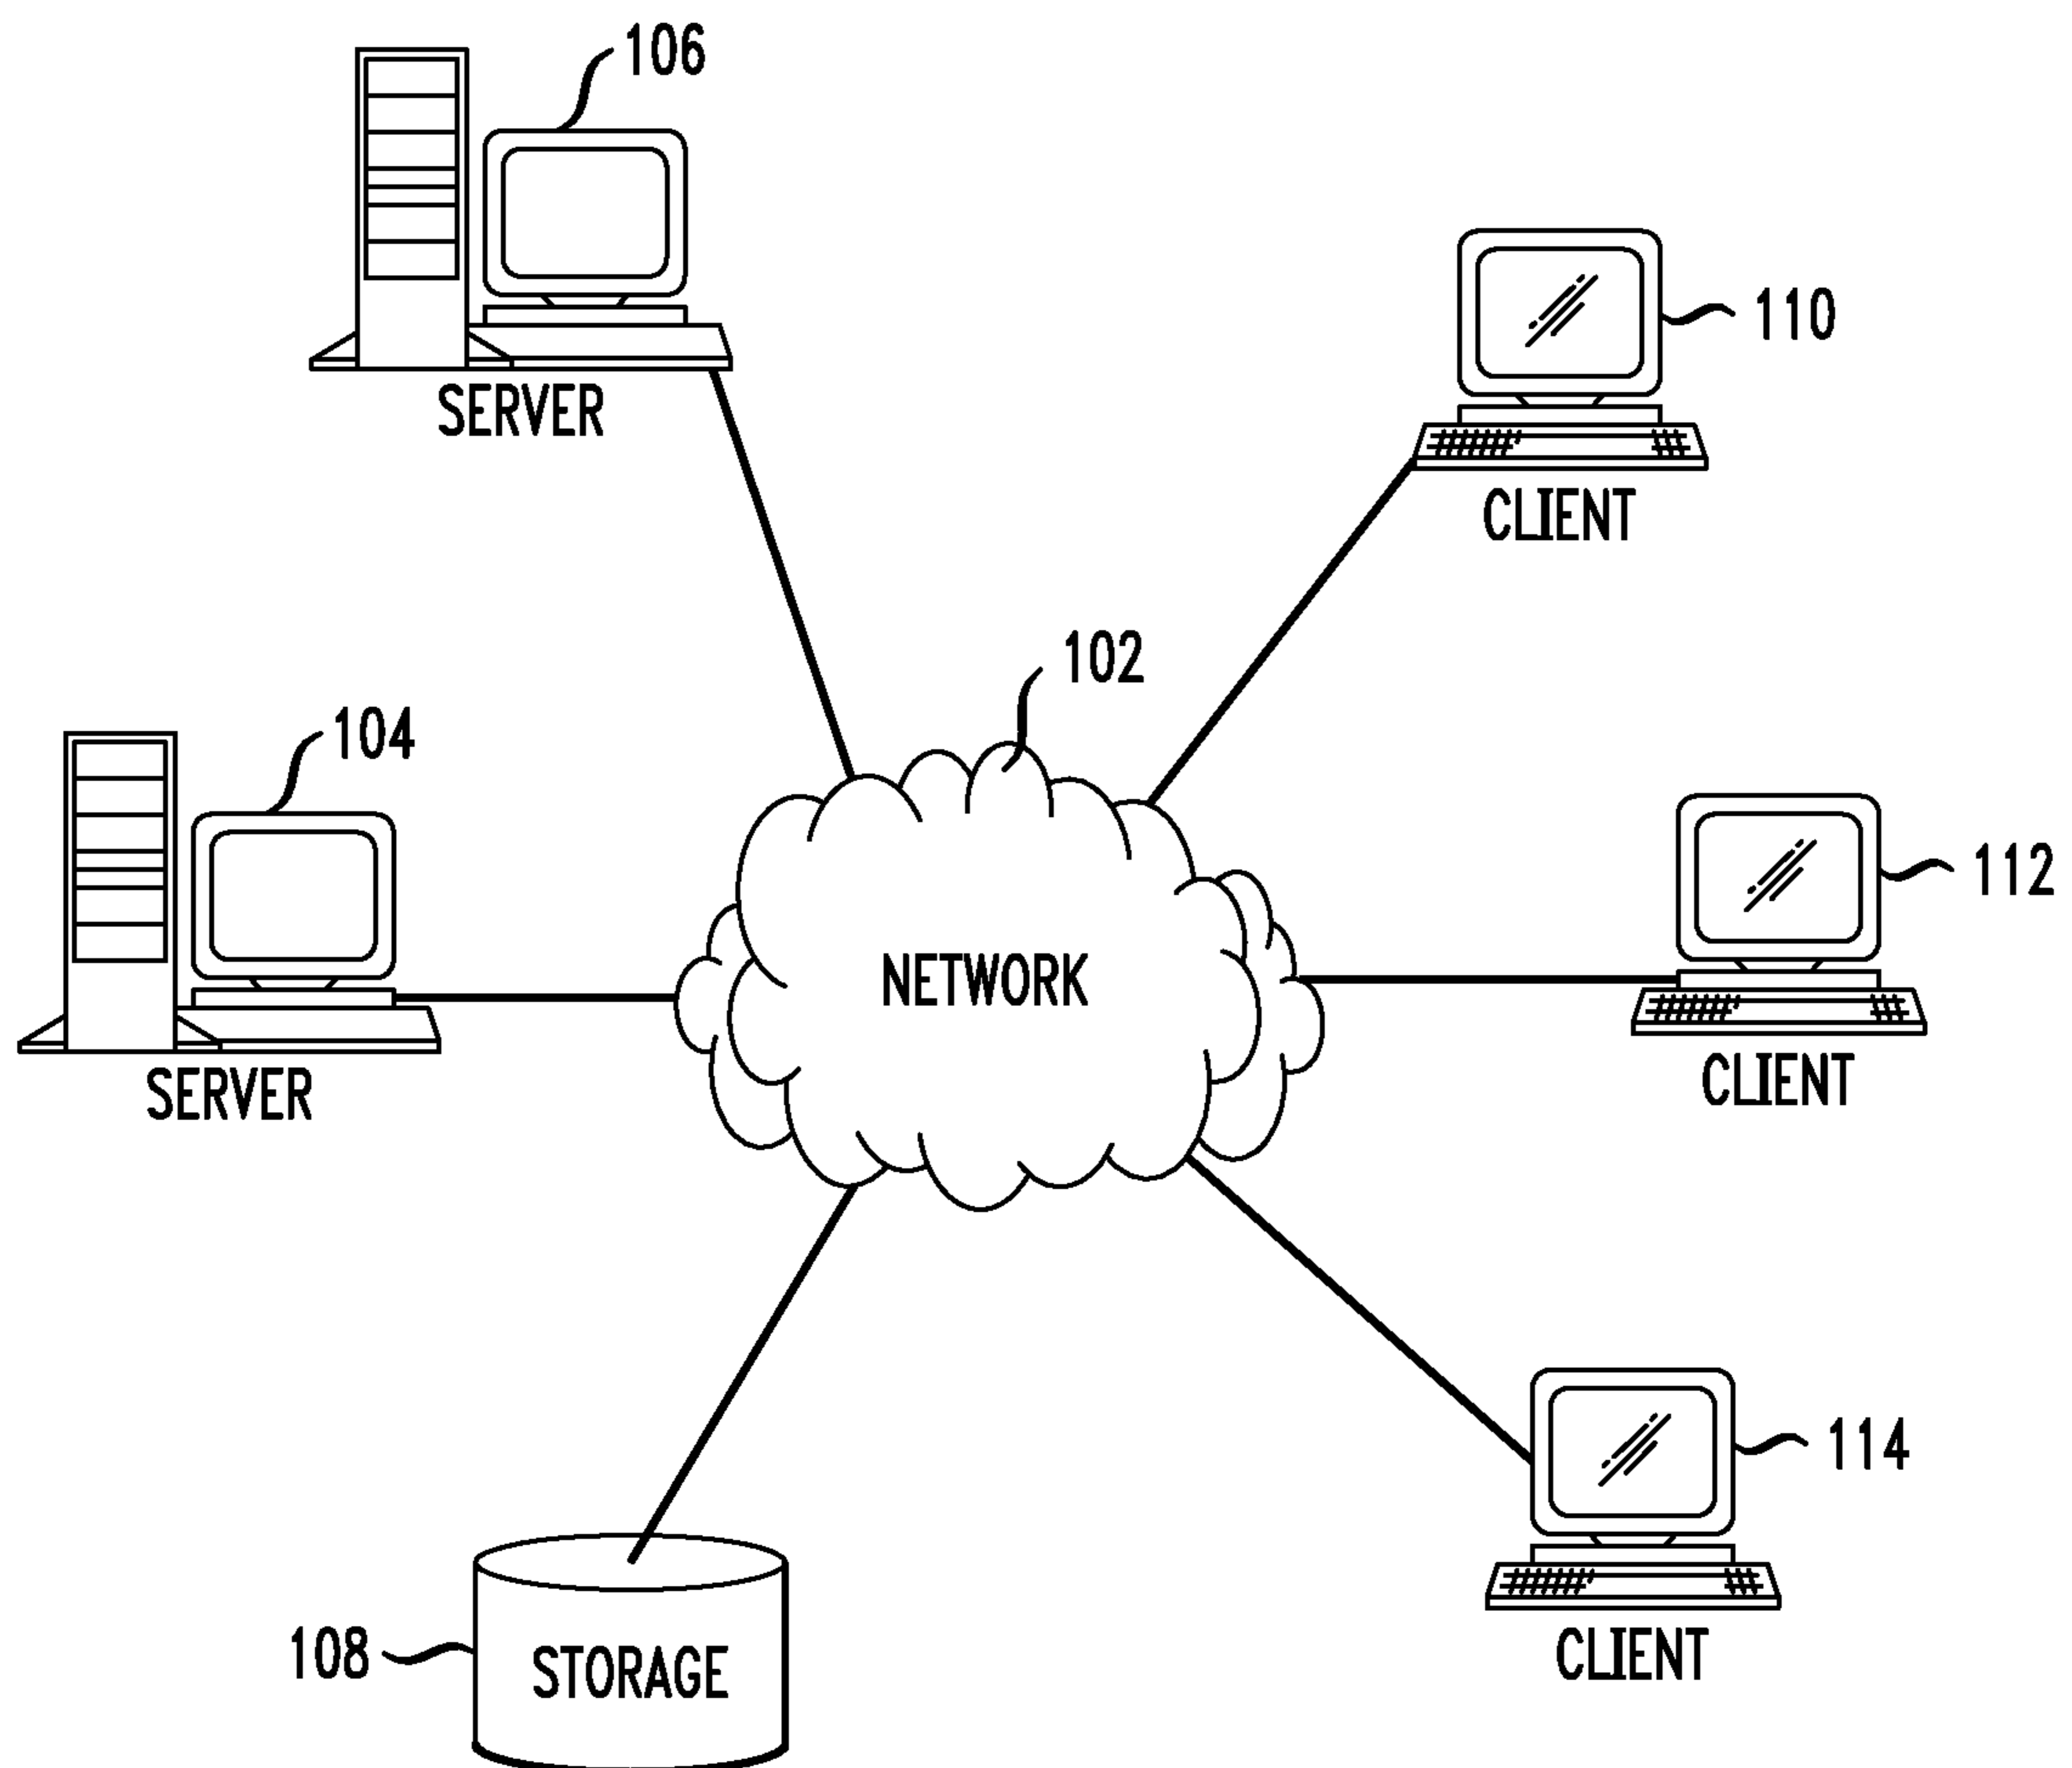 106
SERVER
110
CLIENT
102
104
SERVER
NETWORK
112
CLIENT
114
CLIENT
108
STORAGE